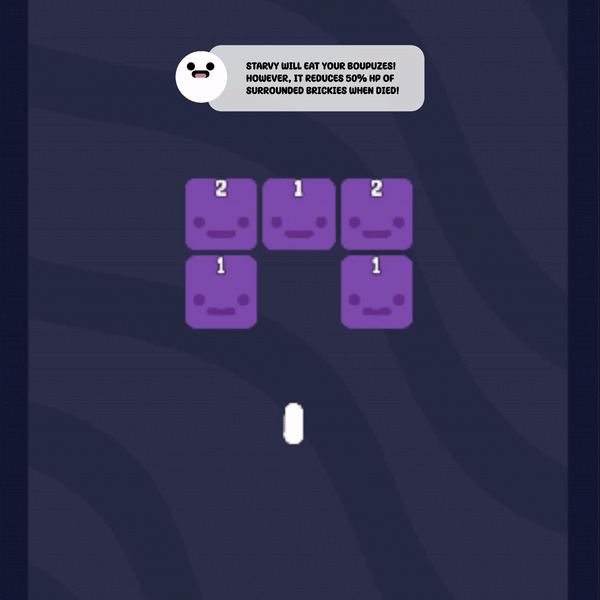 STARVY WILL EAT YOUR BOUPUZES!
HOWEVER, IT REDUCES 50% HP OF
SURROUNDED BRICKIES WHEN DIED!
2 1 2
1 1